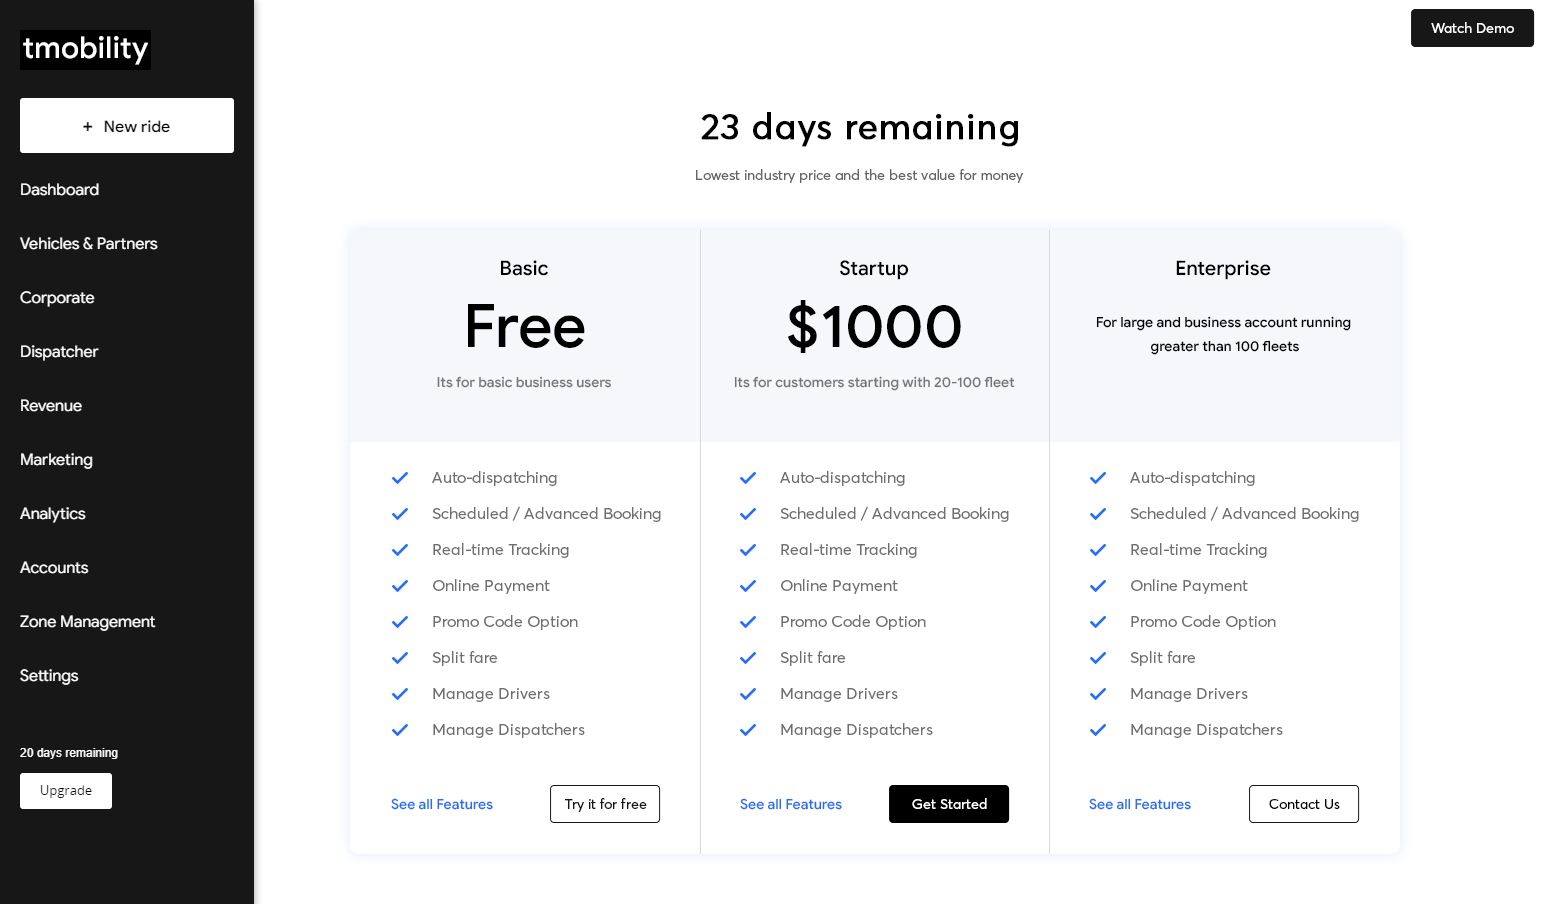 tmobility
+ New ride
Dashboard
Vehicles & Partners
Corporate
Dispatcher
Revenue
Marketing
Analytics
Accounts
Zone Management
Settings
20 days remaining
Upgrade
Watch Demo
23 days remaining
Lowest industry price and the best value for money
Basic
Free
Its for basic business users
Auto-dispatching
Scheduled / Advanced Booking
Real-time Tracking
Online Payment
Promo Code Option
Split fare
Manage Drivers
Manage Dispatchers
See all Features
Try it for free
Startup
$1000
Its for customers starting with 20-100 fleet
Auto-dispatching
Scheduled / Advanced Booking
Real-time Tracking
Online Payment
Promo Code Option
Split fare
Manage Drivers
Manage Dispatchers
See all Features
Get Started
Enterprise
For large and business account running
greater than 100 fleets
Auto-dispatching
Scheduled / Advanced Booking
Real-time Tracking
Online Payment
Promo Code Option
Split fare
Manage Drivers
Manage Dispatchers
See all Features
Contact Us